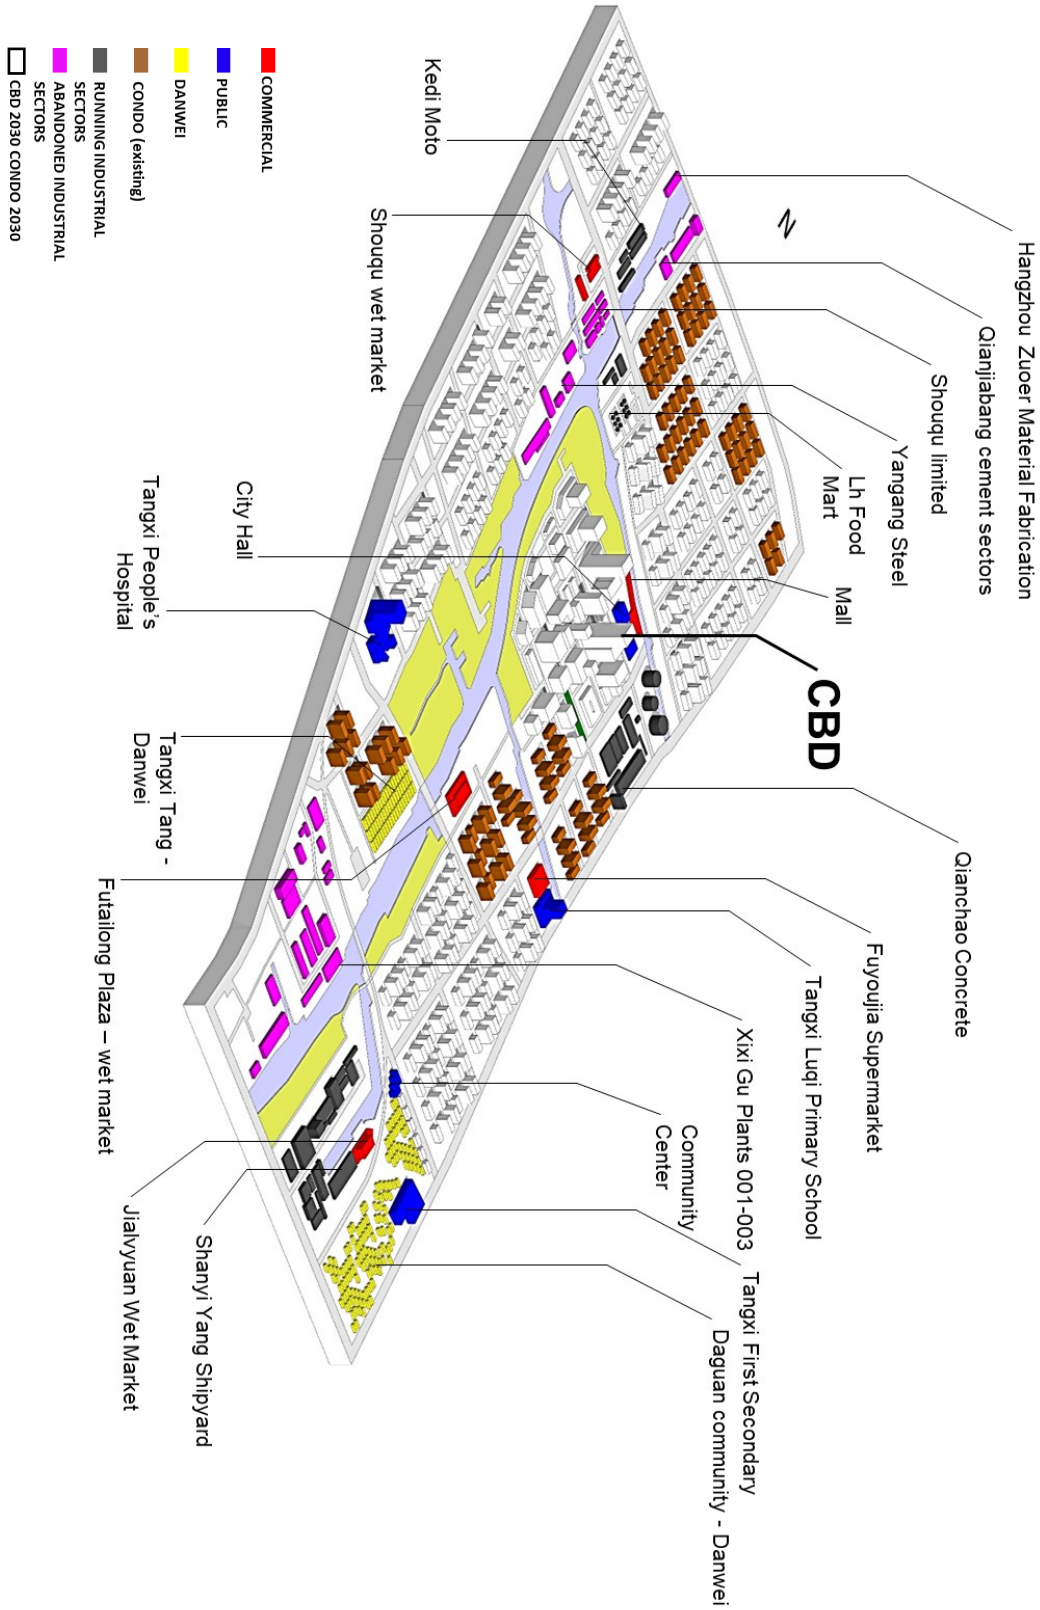 Hangzhou Zuoer Material Fabrication
Qianjiabang cement sectors
Shouqu limited
Yangang Steel
Lh Food
Mart
Mall
CBD
Qianchao Concrete
Fuyoujia Supermarket
Tangxi Luqi Primary School
Xixi Gu Plants 001-003
Community
Center
Tangxi First Secondary
Daguan community - Danwei
N
Kedi Moto
Shouqu wet market
City Hall
Tangxi People's
Hospital
Tangxi Tang -
Danwei
Futailong Plaza – wet market
Jialvyuan Wet Market
Shanyi Yang Shipyard
COMMERCIAL
PUBLIC
DANWEI
CONDO (existing)
RUNNING INDUSTRIAL
SECTORS
ABANDONED INDUSTRIAL
SECTORS
CBD 2030 CONDO 2030